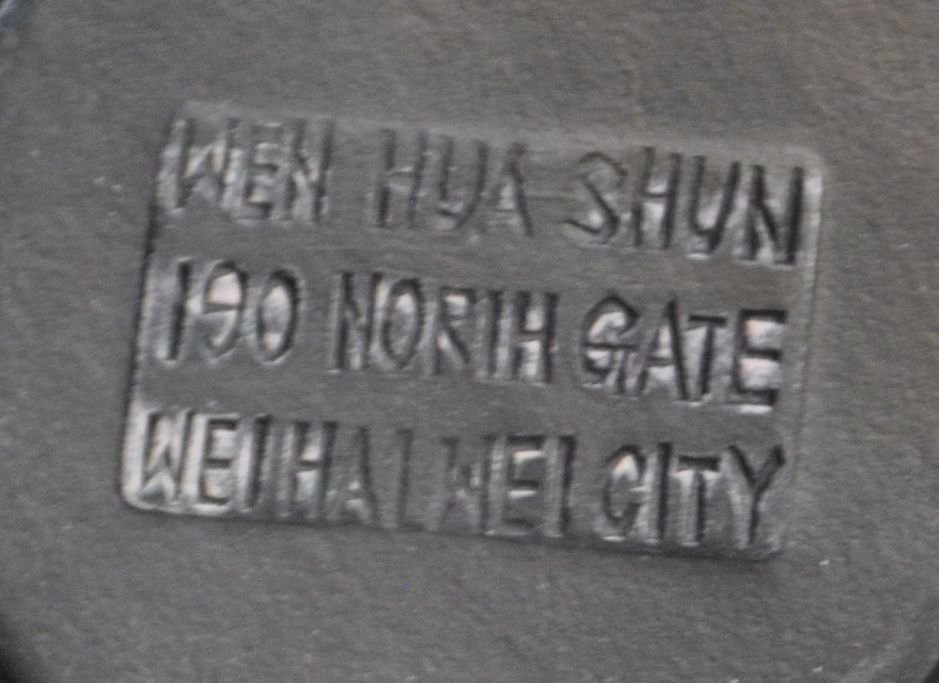 WEN HUA SHUN
190 NORTH GATE
WEIHAIWEI CITY